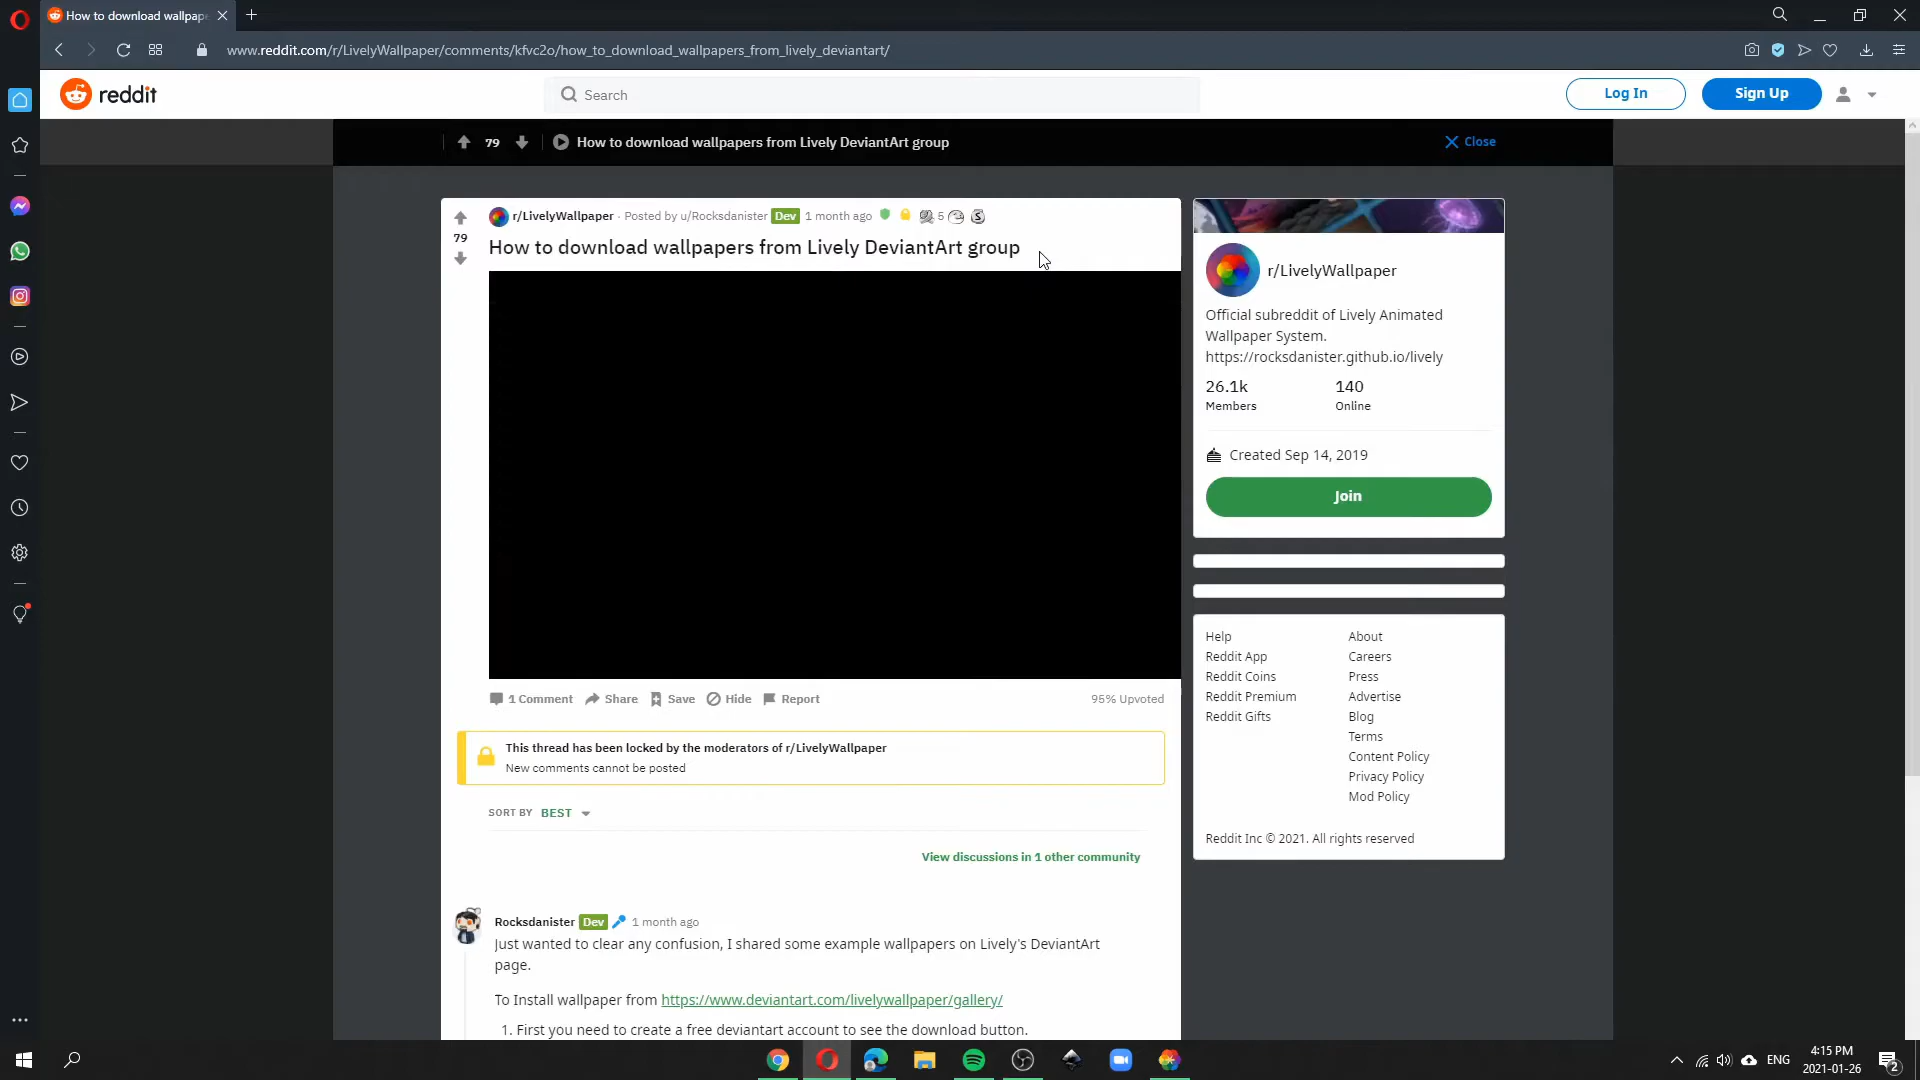 How to download wallpape
www.reddit.com/r/LivelyWallpaper/comments/kfvc2o/how_to_download_wallpapers_from_lively_deviantart/
reddit
Search
Log In
Sign Up
79
How to download wallpapers from Lively DeviantArt group
Close
r/LivelyWallpaper · Posted by u/Rocksdanister Dev 1 month ago 5
79
How to download wallpapers from Lively DeviantArt group
1 Comment Share Save Hide Report 95% Upvoted
This thread has been locked by the moderators of r/LivelyWallpaper
New comments cannot be posted
SORT BY BEST
View discussions in 1 other community
Rocksdanister Dev 1 month ago
Just wanted to clear any confusion, I shared some example wallpapers on Lively's DeviantArt
page.
To Install wallpaper from https://www.deviantart.com/livelywallpaper/gallery/
1. First you need to create a free deviantart account to see the download button.
r/LivelyWallpaper
Official subreddit of Lively Animated
Wallpaper System.
https://rocksdanister.github.io/lively
26.1k 140
Members Online
Created Sep 14, 2019
Join
Help About
Reddit App Careers
Reddit Coins Press
Reddit Premium Advertise
Reddit Gifts Blog
Terms
Content Policy
Privacy Policy
Mod Policy
Reddit Inc © 2021. All rights reserved
ENG
4:15 PM
2021-01-26
2